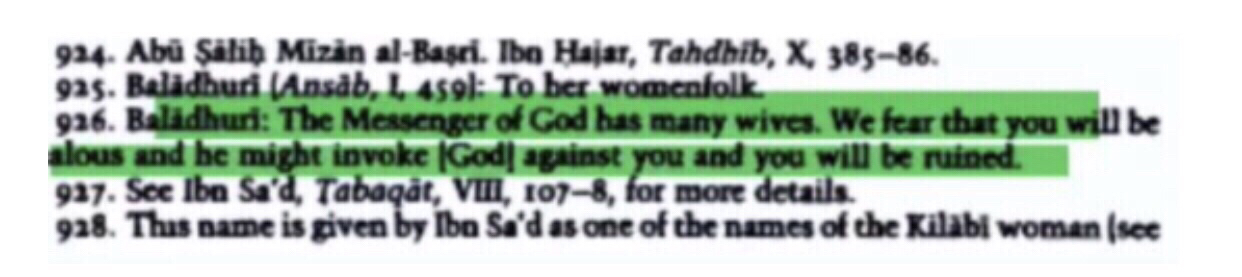 924. Abū Ṣāliḥ Mīzān al-Baṣrī. Ibn Ḥajar, Tahdhīb, X, 385–86.
925. Balādhurī (Ansāb, I, 459): To her womenfolk.
926. Balādhurī: The Messenger of God has many wives. We fear that you will be
alous and he might invoke [God] against you and you will be ruined.
927. See Ibn Sa'd, Ṭabaqāt, VIII, 107–8, for more details.
928. This name is given by Ibn Sa'd as one of the names of the Kilābī woman (see